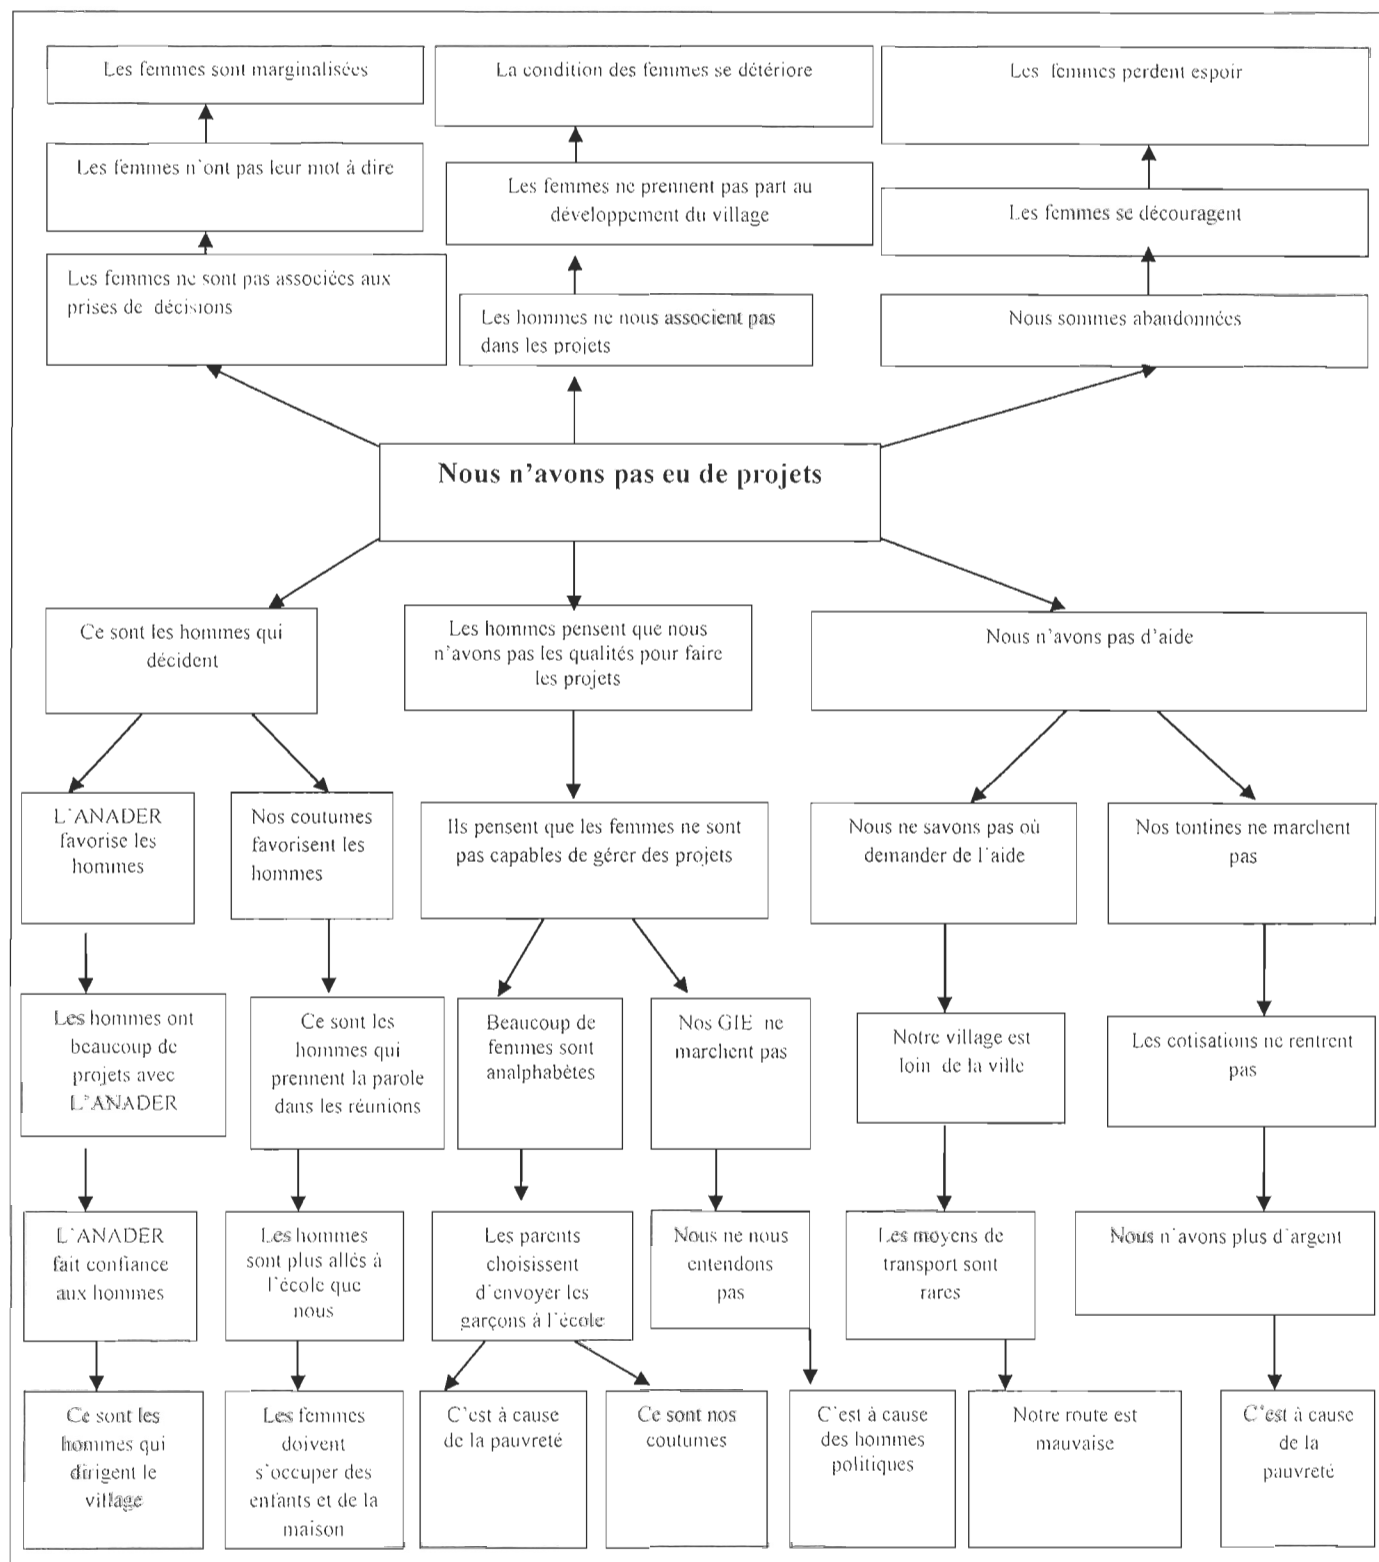 Les femmes sont marginalisées
La condition des femmes se détériore
Les femmes perdent espoir
Les femmes n'ont pas leur mot à dire
Les femmes ne prennent pas part au
développement du village
Les femmes se découragent
Les femmes ne sont pas associées aux
prises de décisions
Les hommes ne nous associent pas
dans les projets
Nous sommes abandonnées
Nous n'avons pas eu de projets
Ce sont les hommes qui
décident
Les hommes pensent que nous
n'avons pas les qualités pour faire
les projets
Nous n'avons pas d'aide
L'ANADER
favorise les
hommes
Nos coutumes
favorisent les
hommes
Ils pensent que les femmes ne sont
pas capables de gérer des projets
Nous ne savons pas où
demander de l'aide
Nos tontines ne marchent
pas
Les hommes ont
beaucoup de
projets avec
L'ANADER
Ce sont les
hommes qui
prennent la parole
dans les réunions
Beaucoup de
femmes sont
analphabètes
Nos GIE ne
marchent pas
Notre village est
loin de la ville
Les cotisations ne rentrent
pas
L'ANADER
fait confiance
aux hommes
Les hommes
sont plus allés à
l'école que
nous
Les parents
choisissent
d'envoyer les
garçons à l'école
Nous ne nous
entendons
pas
Les moyens de
transport sont
rares
Nous n'avons plus d'argent
Ce sont les
hommes qui
dirigent le
village
Les femmes
doivent
s'occuper des
enfants et de la
maison
C'est à cause
de la pauvreté
Ce sont nos
coutumes
C'est à cause
des hommes
politiques
Notre route est
mauvaise
C'est à cause
de la
pauvreté